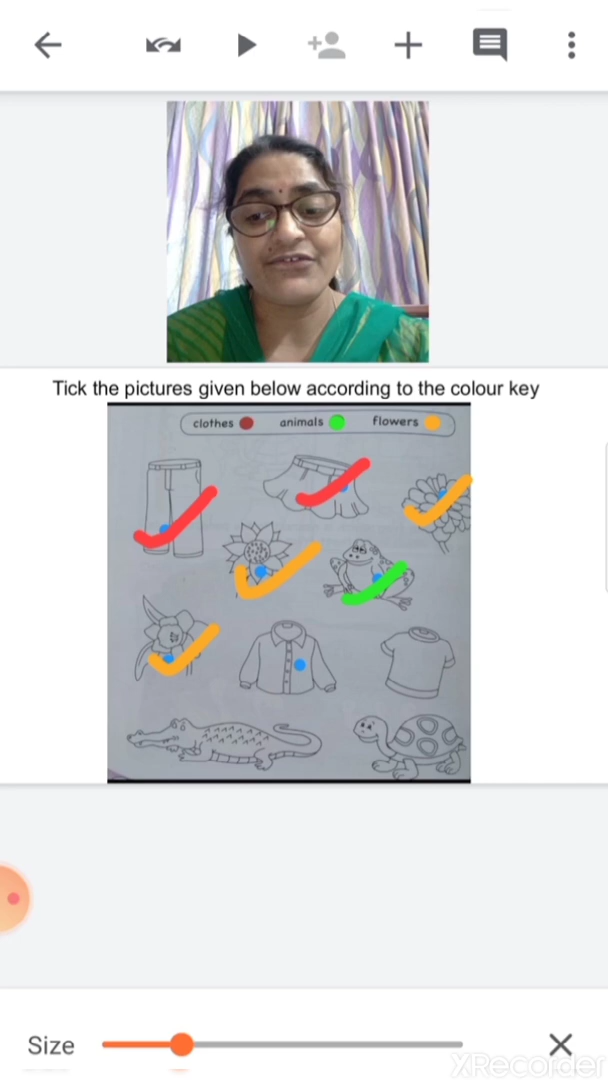 Tick the pictures given below according to the colour key
clothes animals flowers
Size
XRecorder